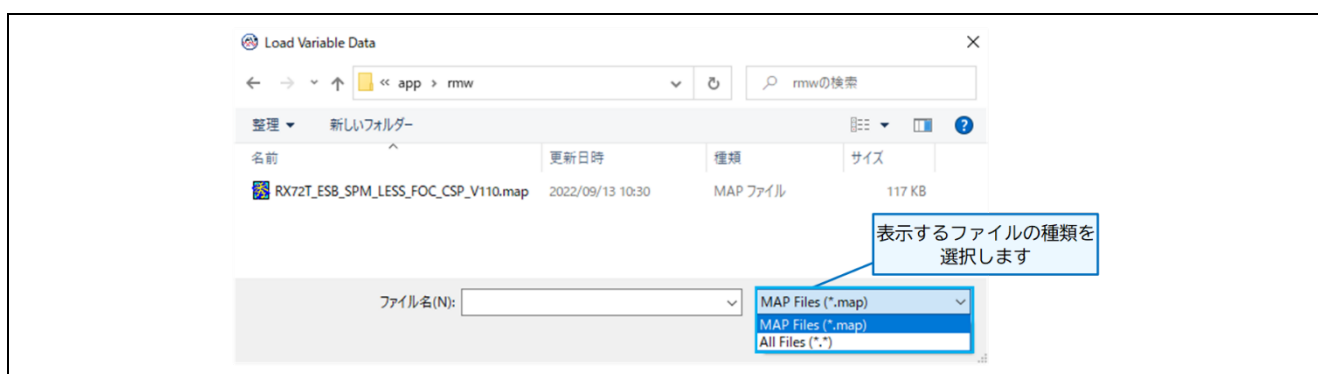 Load Variable Data
« app › rmw
rmwの検索
整理
新しいフォルダー
名前 更新日時 種類 サイズ
RX72T_ESB_SPM_LESS_FOC_CSP_V110.map 2022/09/13 10:30 MAP ファイル 117 KB
表示するファイルの種類を
選択します
ファイル名(N):
MAP Files (*.map)
MAP Files (*.map)
All Files (*.*)